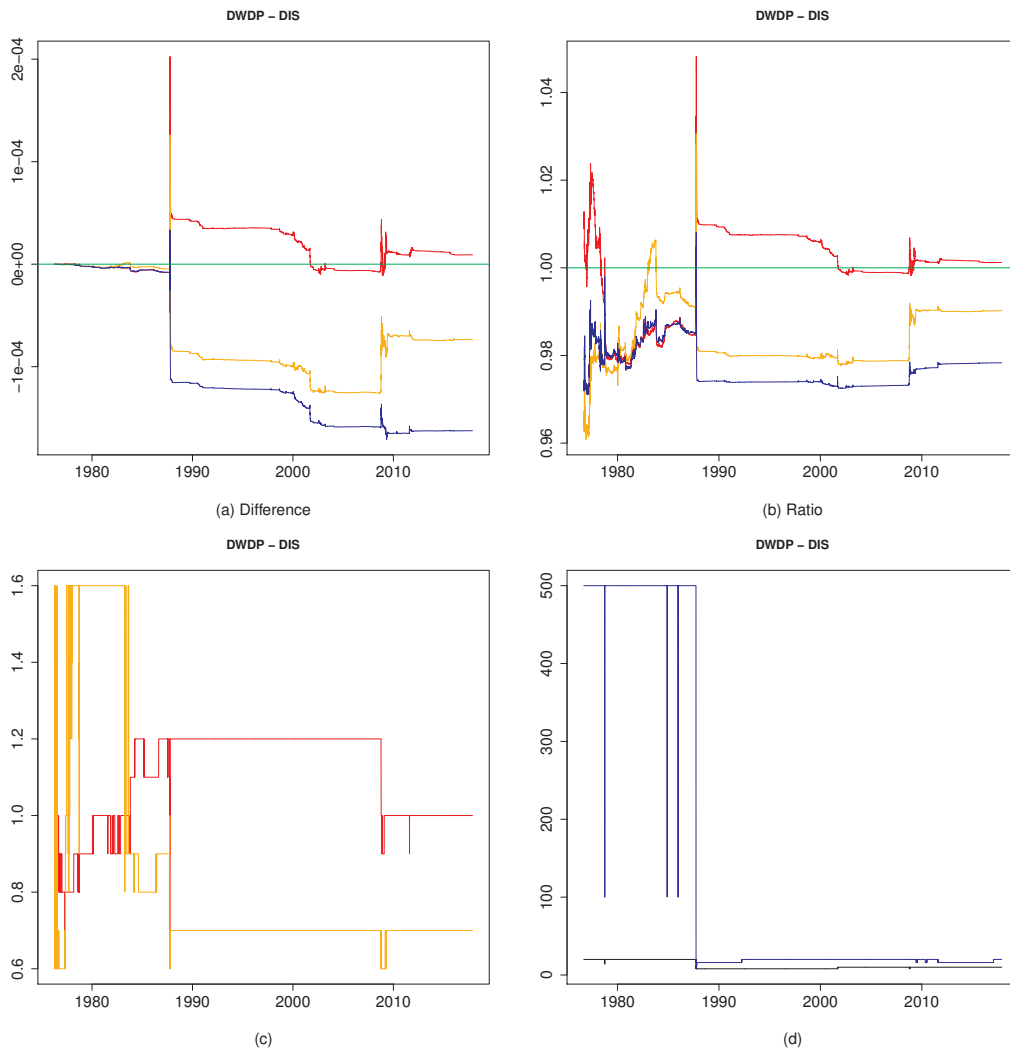 DWDP – DIS
2e−04
1e−04
0e+00
−1e−04
1980 1990 2000 2010
(a) Difference
DWDP – DIS
1.04
1.02
1.00
0.98
0.96
1980 1990 2000 2010
(b) Ratio
DWDP – DIS
1.6
1.4
1.2
1.0
0.8
0.6
1980 1990 2000 2010
(c)
DWDP – DIS
500
400
300
200
100
0
1980 1990 2000 2010
(d)